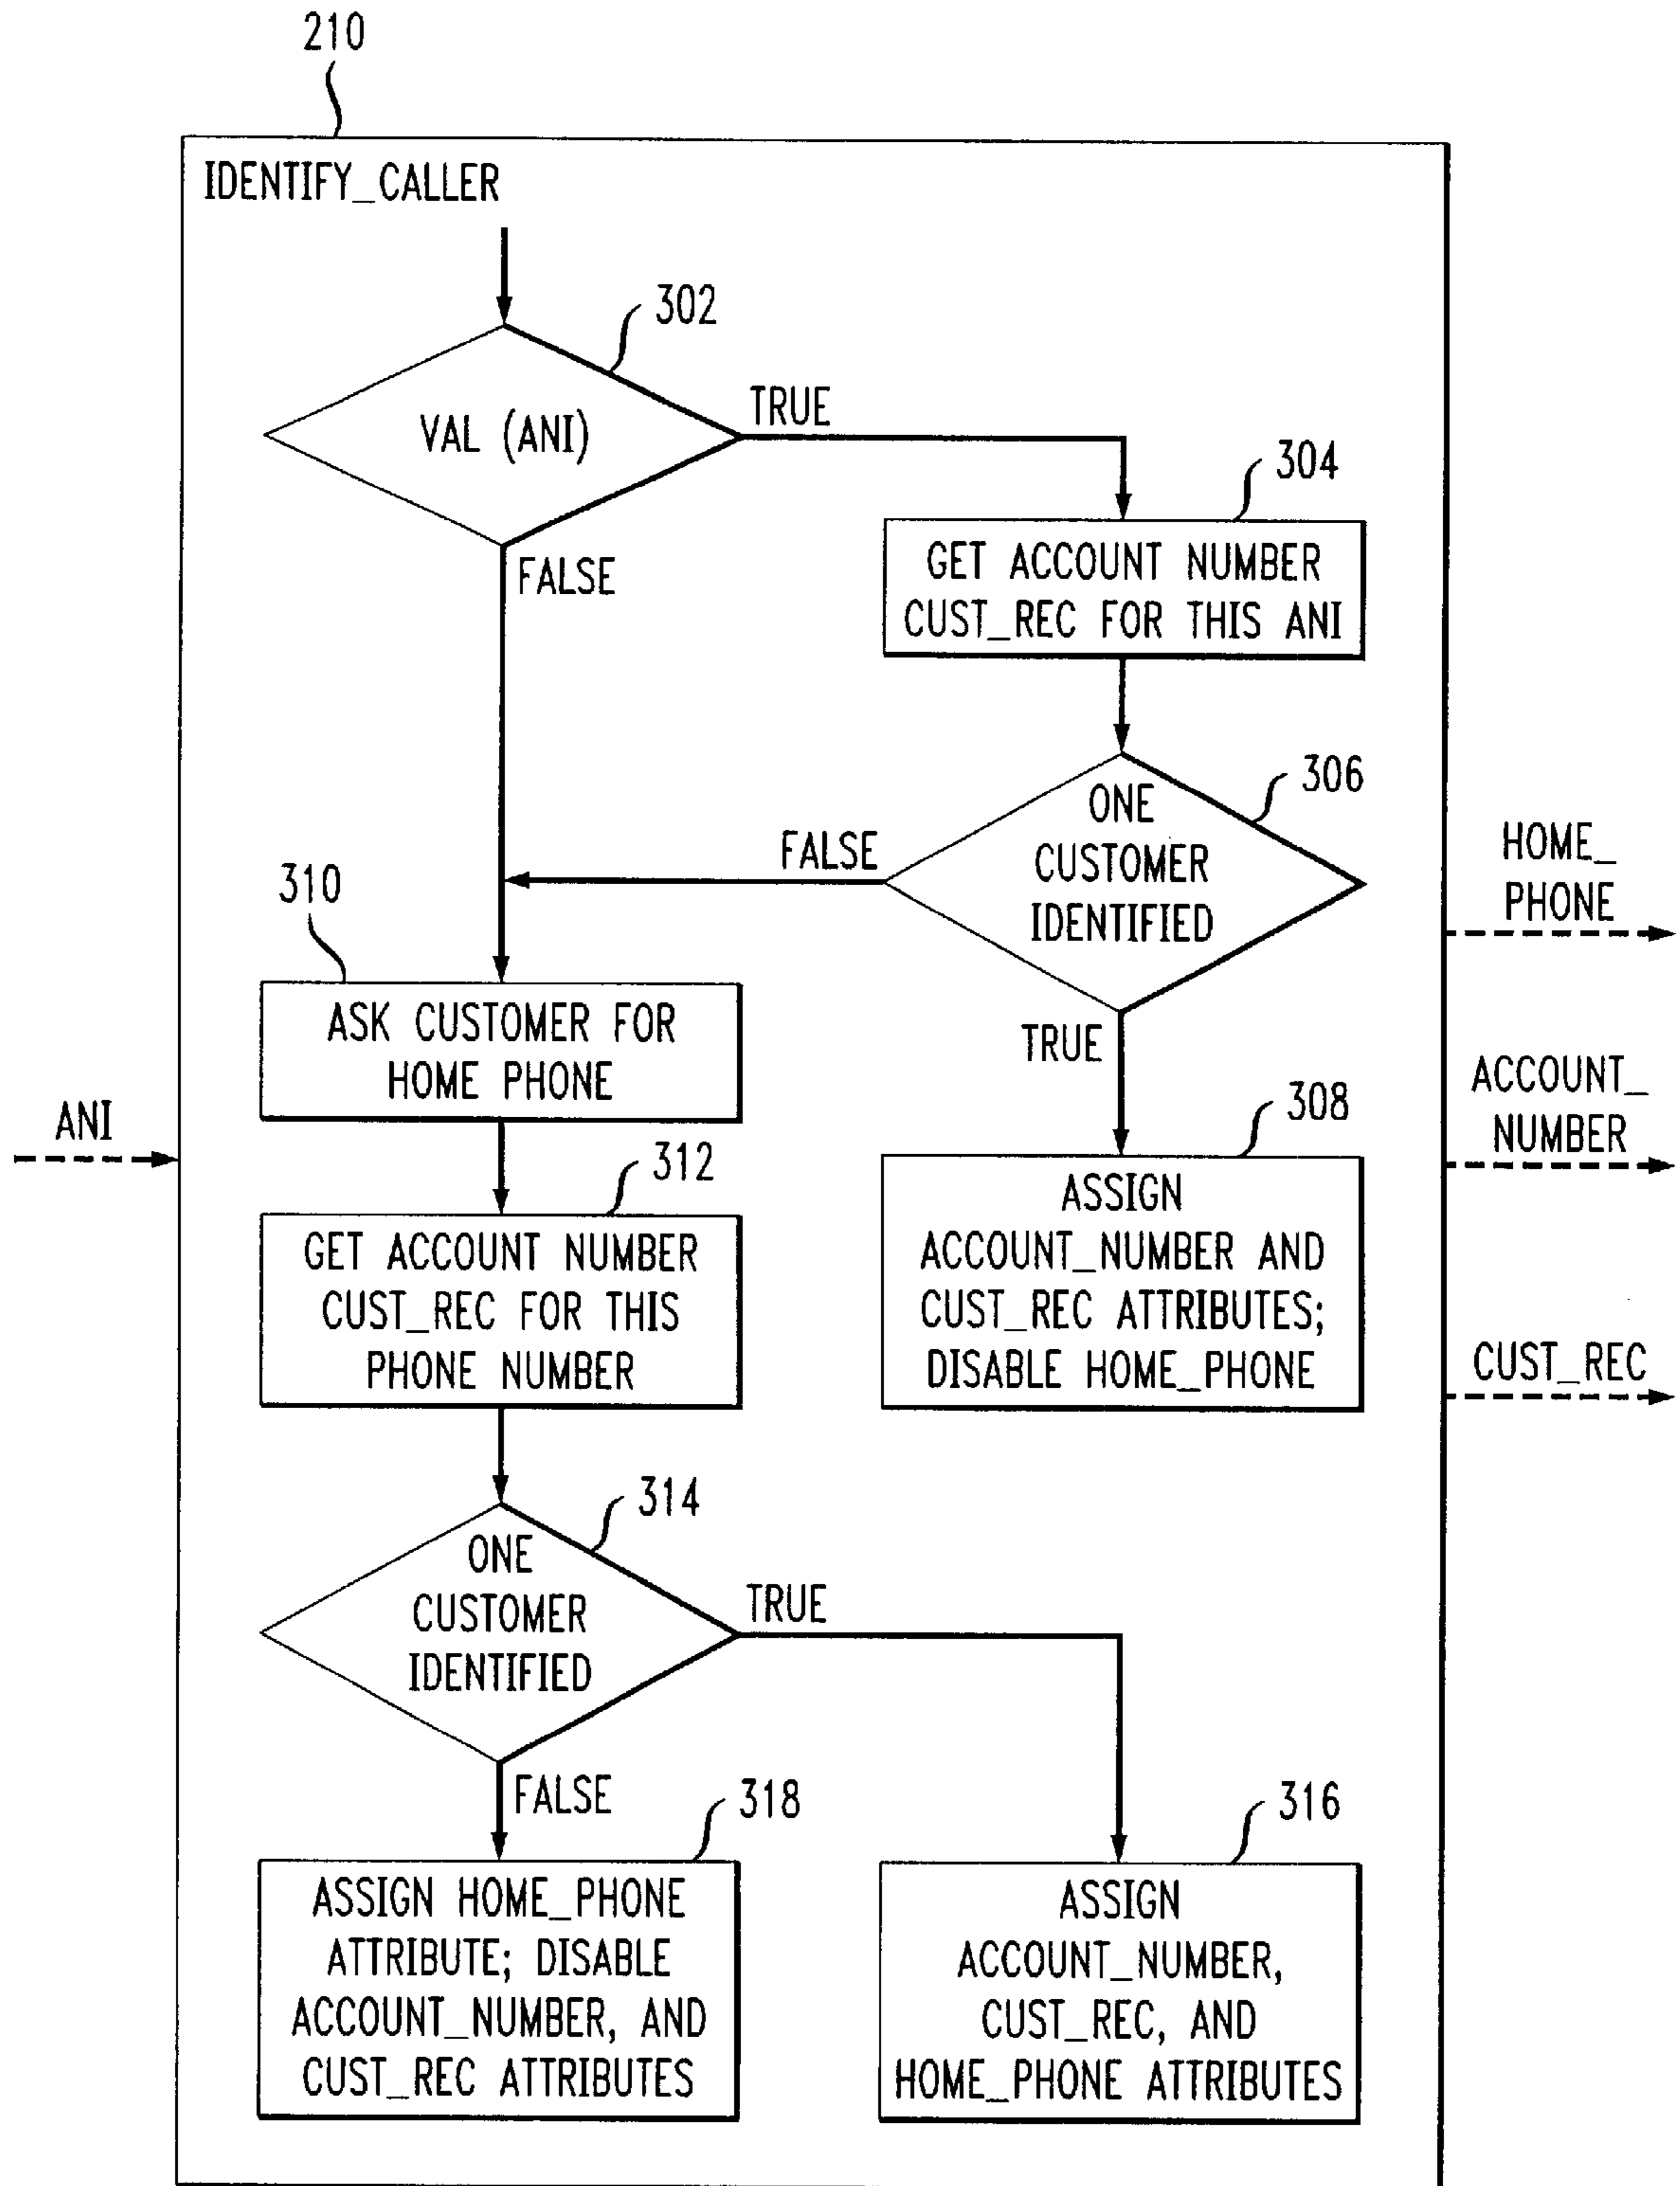 210
IDENTIFY_CALLER
302
VAL (ANI)
TRUE
FALSE
304
GET ACCOUNT NUMBER
CUST_REC FOR THIS ANI
306
ONE
CUSTOMER
IDENTIFIED
FALSE
TRUE
310
ASK CUSTOMER FOR
HOME PHONE
308
ASSIGN
ACCOUNT_NUMBER AND
CUST_REC ATTRIBUTES;
DISABLE HOME_PHONE
ANI
312
GET ACCOUNT NUMBER
CUST_REC FOR THIS
PHONE NUMBER
314
ONE
CUSTOMER
IDENTIFIED
TRUE
FALSE
318
ASSIGN HOME_PHONE
ATTRIBUTE; DISABLE
ACCOUNT_NUMBER, AND
CUST_REC ATTRIBUTES
316
ASSIGN
ACCOUNT_NUMBER,
CUST_REC, AND
HOME_PHONE ATTRIBUTES
HOME_
PHONE
ACCOUNT_
NUMBER
CUST_REC